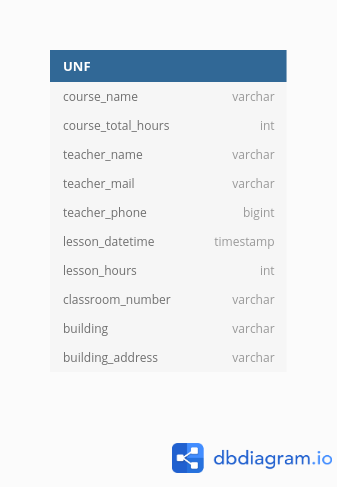 UNF
course_name varchar
course_total_hours int
teacher_name varchar
teacher_mail varchar
teacher_phone bigint
lesson_datetime timestamp
lesson_hours int
classroom_number varchar
building varchar
building_address varchar
dbdiagram.io